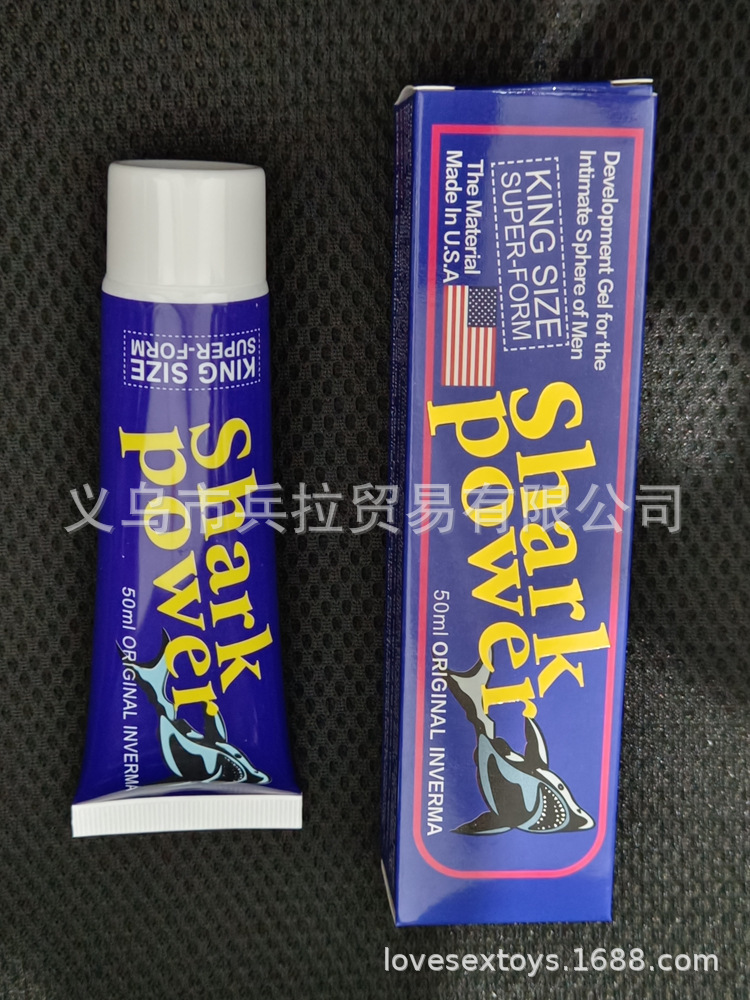 KING SIZE
SUPER-FORM
Shark
power
50ml ORIGINAL INVERMA
Development Gel for the
Intimate Sphere of Men
KING SIZE
SUPER-FORM
The Material
Made In U.S.A
Shark
power
50ml ORIGINAL INVERMA
义乌市兵拉贸易有限公司
lovesextoys.1688.com